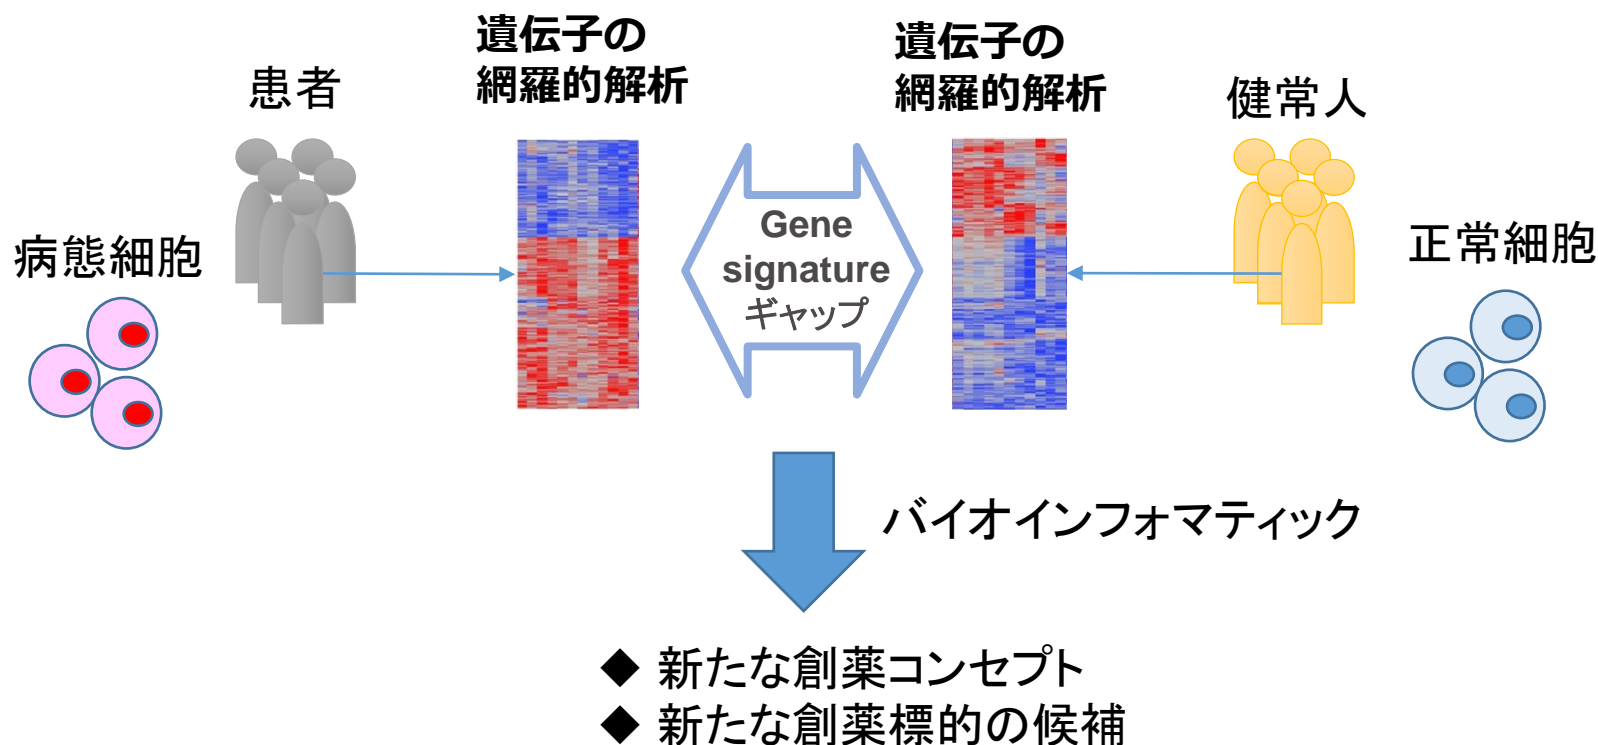 患者
遺伝子の
網羅的解析
遺伝子の
網羅的解析
健常人
病態細胞
Gene
signature
ギャップ
正常細胞
バイオインフォマティック
◆ 新たな創薬コンセプト
◆ 新たな創薬標的の候補